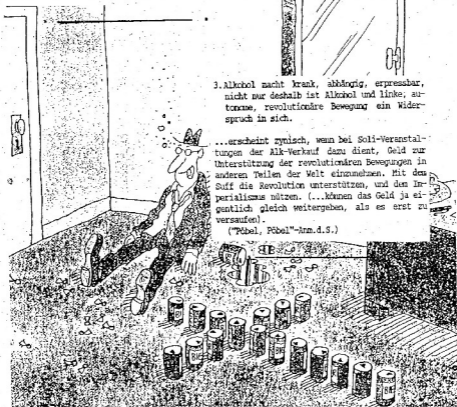 3.Alkohol macht krank, abhängig, erpressbar,
nicht nur deshalb ist Alkohol und linke, au-
tonome, revolutionäre Bewegung ein Wider-
spruch in sich.
...erscheint zynisch, wenn bei Soli-Veranstal-
tungen der Alk-Verkauf dazu dient, Geld zur
Unterstützung der revolutionären Bewegungen in
anderen Teilen der Welt einzunehmen. Mit dem
Suff die Revolution unterstützen, und dem Im-
perialismus nützen. (...können das Geld ja ei-
gentlich gleich weitergeben, als es erst zu
versaufen).
("Pöbel, Pöbel"-Anm.d.S.)